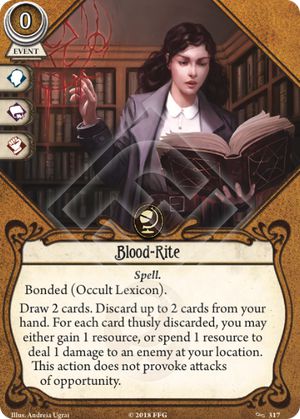 0
EVENT
Blood-Rite
Spell.
Bonded (Occult Lexicon).
Draw 2 cards. Discard up to 2 cards from your
hand. For each card thusly discarded, you may
either gain 1 resource, or spend 1 resource to
deal 1 damage to an enemy at your location.
This action does not provoke attacks
of opportunity.
Illus. Andreia Ugrai
© 2018 FFG
317